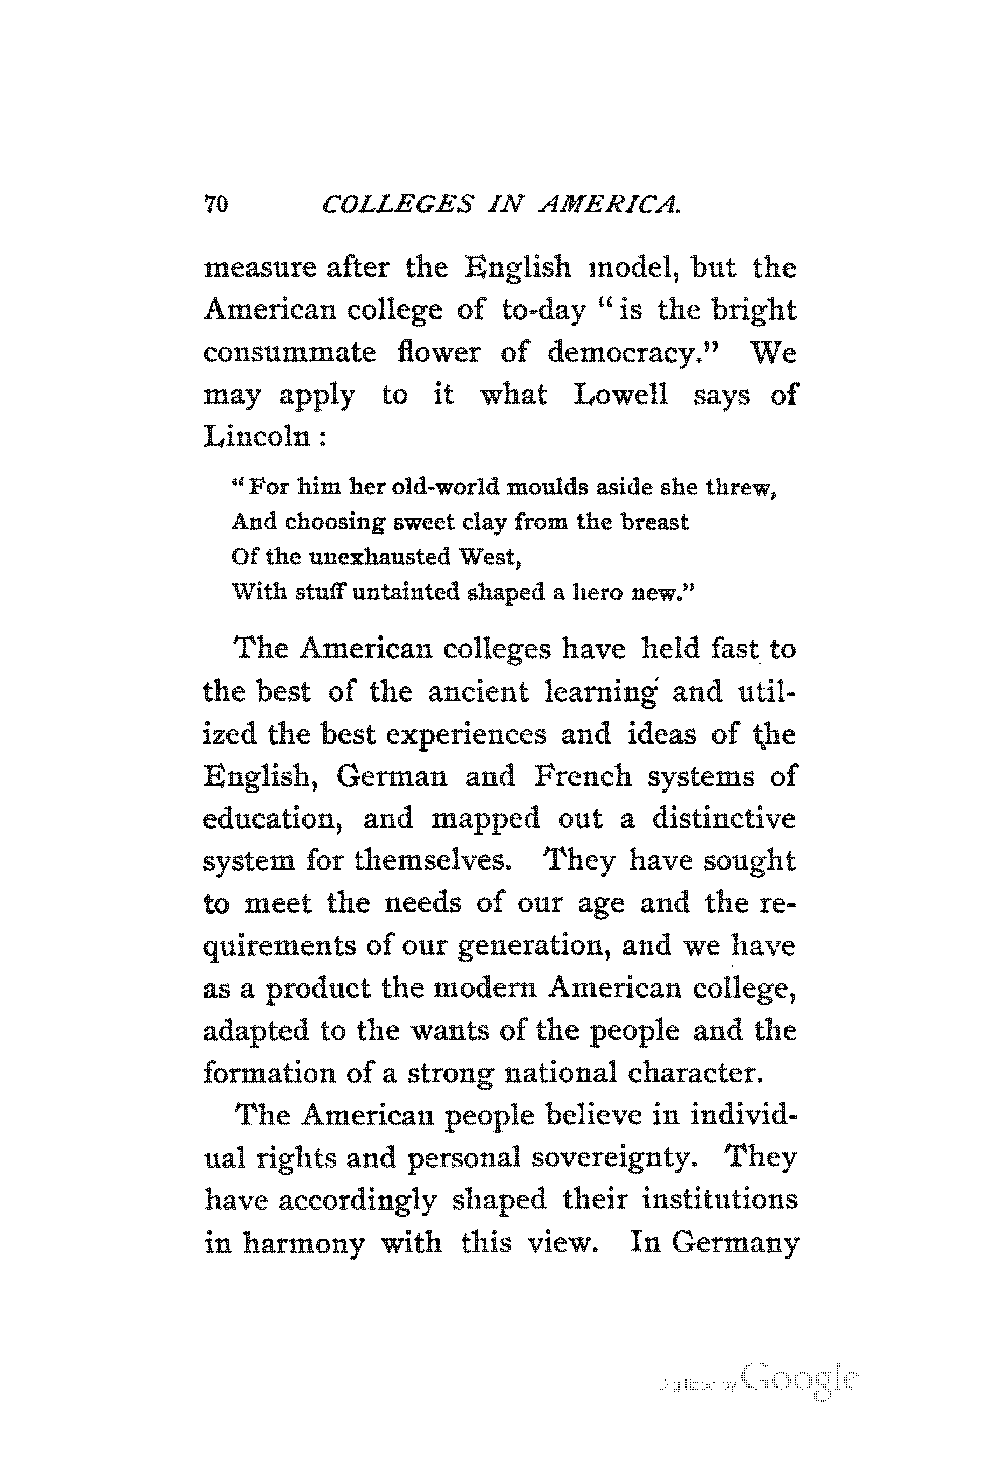 70 COLLEGES IN AMERICA.
measure after the English model, but the
American college of to-day “is the bright
consummate flower of democracy.” We
may apply to it what Lowell says of
Lincoln :
“For him her old-world moulds aside she threw,
And choosing sweet clay from the breast
Of the unexhausted West,
With stuff untainted shaped a hero new.”
The American colleges have held fast to
the best of the ancient learning and util-
ized the best experiences and ideas of the
English, German and French systems of
education, and mapped out a distinctive
system for themselves. They have sought
to meet the needs of our age and the re-
quirements of our generation, and we have
as a product the modern American college,
adapted to the wants of the people and the
formation of a strong national character.
The American people believe in individ-
ual rights and personal sovereignty. They
have accordingly shaped their institutions
in harmony with this view. In Germany
Digitized by Google